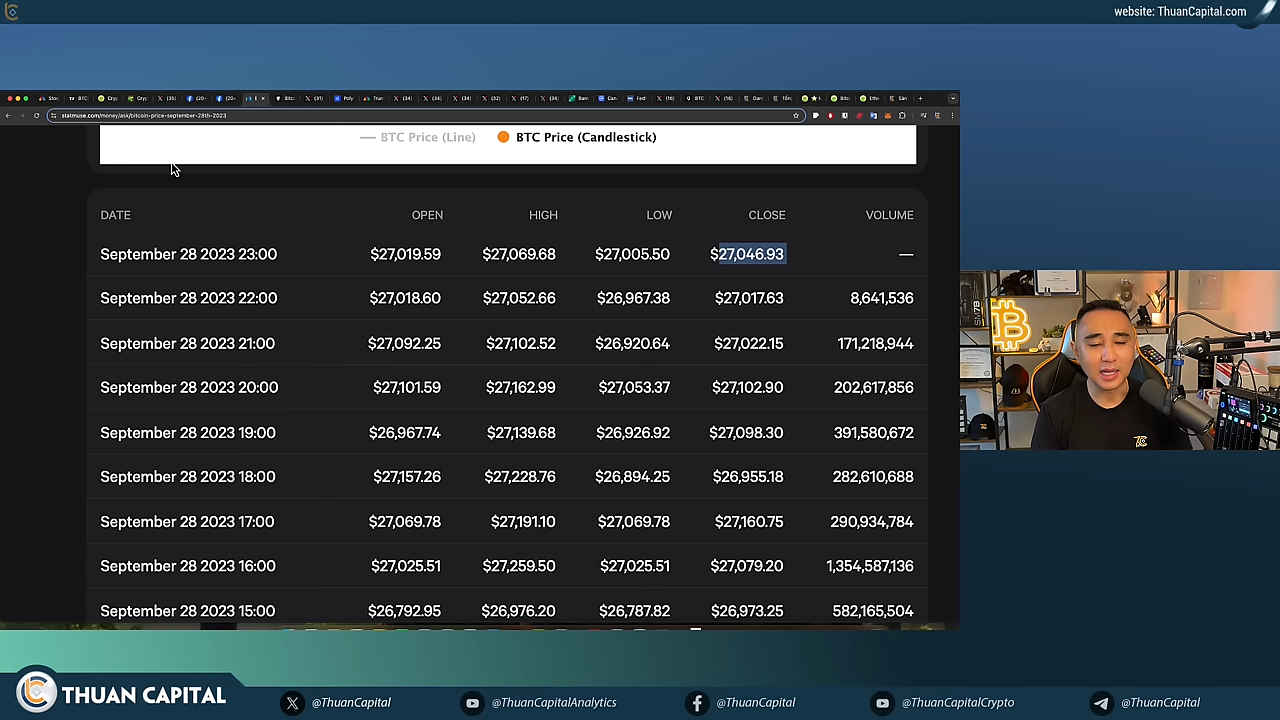 website: ThuanCapital.com
statmuse.com/money/ask/bitcoin-price-september-28th-2023
BTC Price (Line) BTC Price (Candlestick)
DATE OPEN HIGH LOW CLOSE VOLUME
September 28 2023 23:00 $27,019.59 $27,069.68 $27,005.50 $27,046.93 —
September 28 2023 22:00 $27,018.60 $27,052.66 $26,967.38 $27,017.63 8,641,536
September 28 2023 21:00 $27,092.25 $27,102.52 $26,920.64 $27,022.15 171,218,944
September 28 2023 20:00 $27,101.59 $27,162.99 $27,053.37 $27,102.90 202,617,856
September 28 2023 19:00 $26,967.74 $27,139.68 $26,926.92 $27,098.30 391,580,672
September 28 2023 18:00 $27,157.26 $27,228.76 $26,894.25 $26,955.18 282,610,688
September 28 2023 17:00 $27,069.78 $27,191.10 $27,069.78 $27,160.75 290,934,784
September 28 2023 16:00 $27,025.51 $27,259.50 $27,025.51 $27,079.20 1,354,587,136
September 28 2023 15:00 $26,792.95 $26,976.20 $26,787.82 $26,973.25 582,165,504
SM7B
THUAN CAPITAL
@ThuanCapital
@ThuanCapitalAnalytics
@ThuanCapital
@ThuanCapitalCrypto
@ThuanCapital